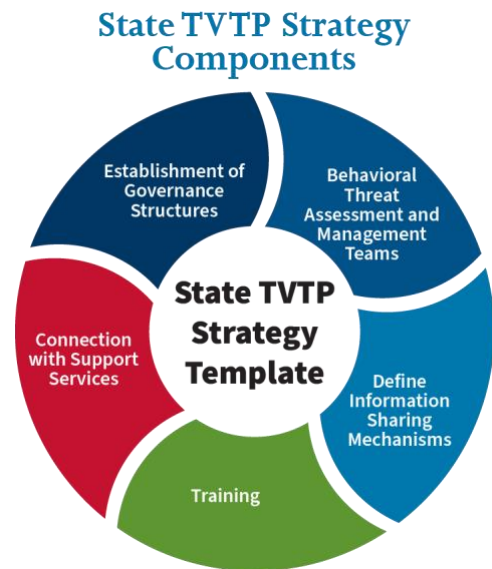 State TVTP Strategy
Components
Establishment of
Governance
Structures
Behavioral
Threat
Assessment and
Management
Teams
State TVTP
Strategy
Template
Connection
with Support
Services
Define
Information
Sharing
Mechanisms
Training